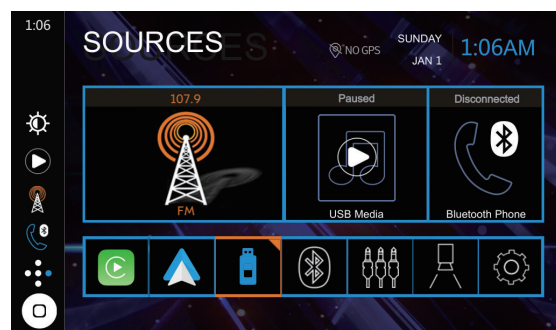 1:06
SOURCES
NO GPS
SUNDAY
JAN 1
1:06AM
107.9
FM
Paused
USB Media
Disconnected
Bluetooth Phone